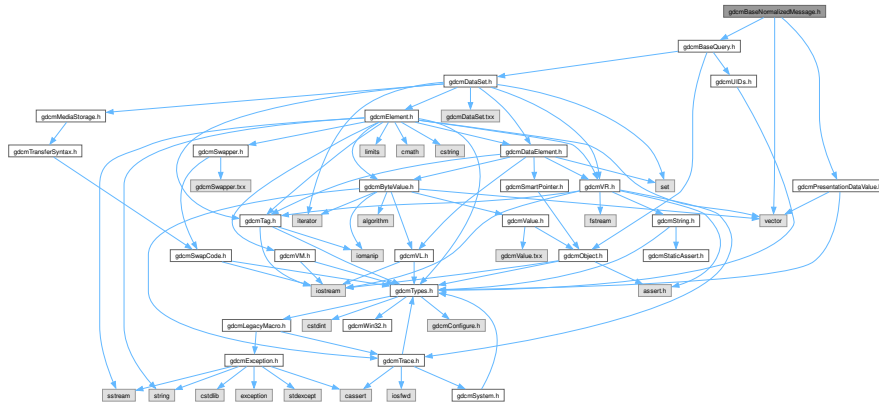 gdcmBaseNormalizedMessage.h
gdcmBaseQuery.h
gdcmDataSet.h
gdcmUIDs.h
gdcmMediaStorage.h
gdcmElement.h
gdcmDataSet.txx
gdcmTransferSyntax.h
gdcmSwapper.h
limits
cmath
cstring
gdcmDataElement.h
gdcmSwapper.txx
gdcmByteValue.h
gdcmSmartPointer.h
gdcmVR.h
set
gdcmPresentationDataValue.h
gdcmTag.h
iterator
algorithm
gdcmValue.h
fstream
gdcmString.h
vector
gdcmSwapCode.h
gdcmVM.h
iomanip
gdcmVL.h
gdcmValue.txx
gdcmObject.h
gdcmStaticAssert.h
iostream
gdcmTypes.h
assert.h
gdcmLegacyMacro.h
cstdint
gdcmWin32.h
gdcmConfigure.h
gdcmException.h
gdcmTrace.h
sstream
string
cstdlib
exception
stdexcept
cassert
iosfwd
gdcmSystem.h